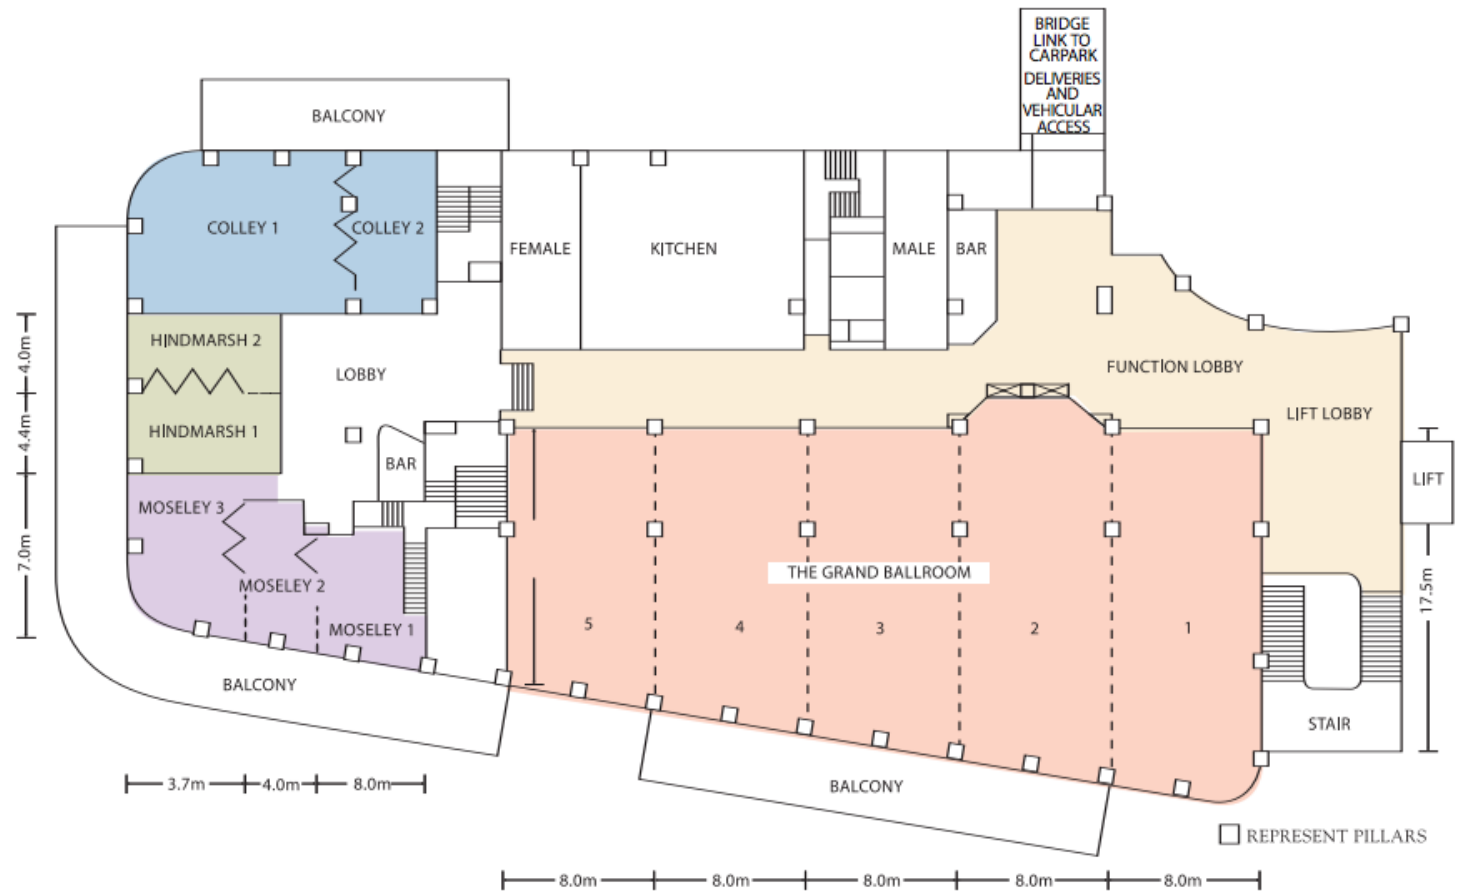 BRIDGE
LINK TO
CARPARK
DELIVERIES
AND
VEHICULAR
ACCESS
BALCONY
COLLEY 1
COLLEY 2
FEMALE
KITCHEN
MALE
BAR
HINDMARSH 2
LOBBY
FUNCTION LOBBY
LIFT LOBBY
HINDMARSH 1
BAR
LIFT
MOSELEY 3
MOSELEY 2
MOSELEY 1
THE GRAND BALLROOM
5
4
3
2
1
BALCONY
STAIR
BALCONY
4.0m
4.4m
7.0m
17.5m
3.7m
4.0m
8.0m
REPRESENT PILLARS
8.0m
8.0m
8.0m
8.0m
8.0m